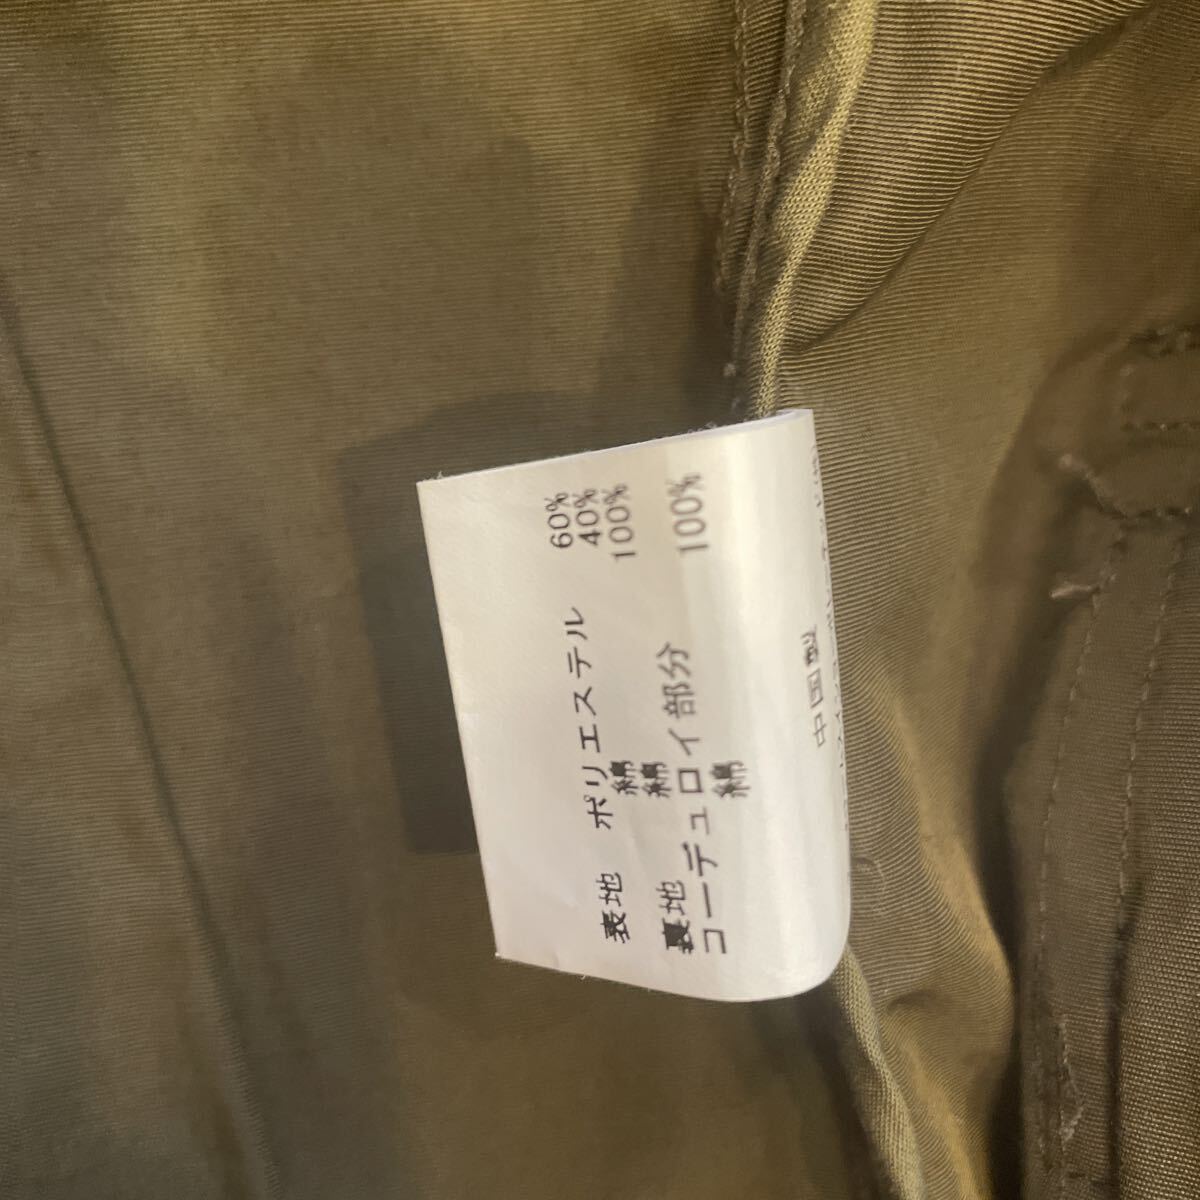 表地 ポリエステル 60%
綿 40%
裏地 綿 100%
コーデュロイ部分
綿 100%
中国製